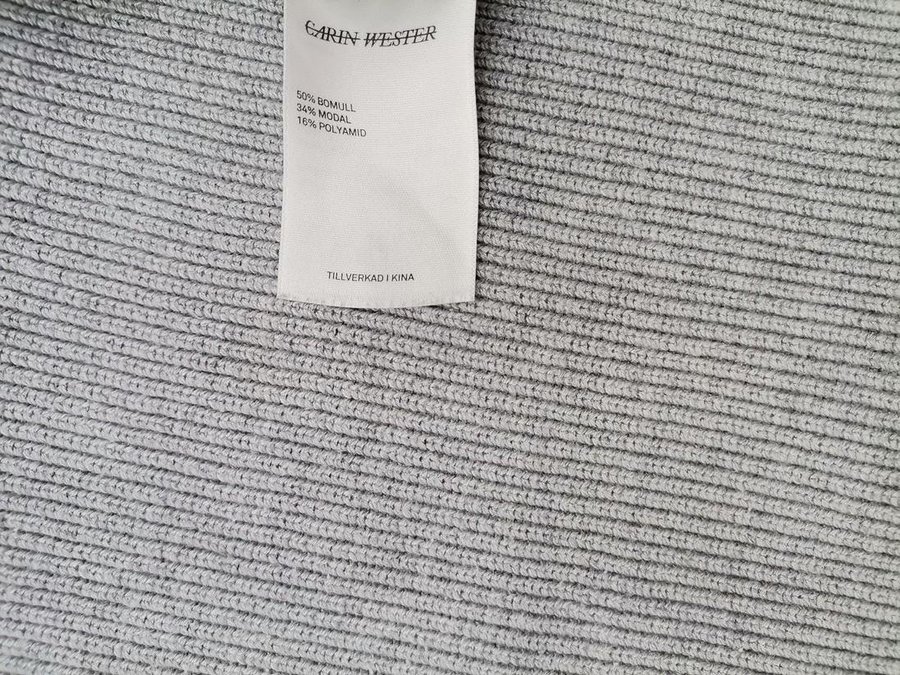 CARIN WESTER
50% BOMULL
34% MODAL
16% POLYAMID
TILLVERKAD I KINA